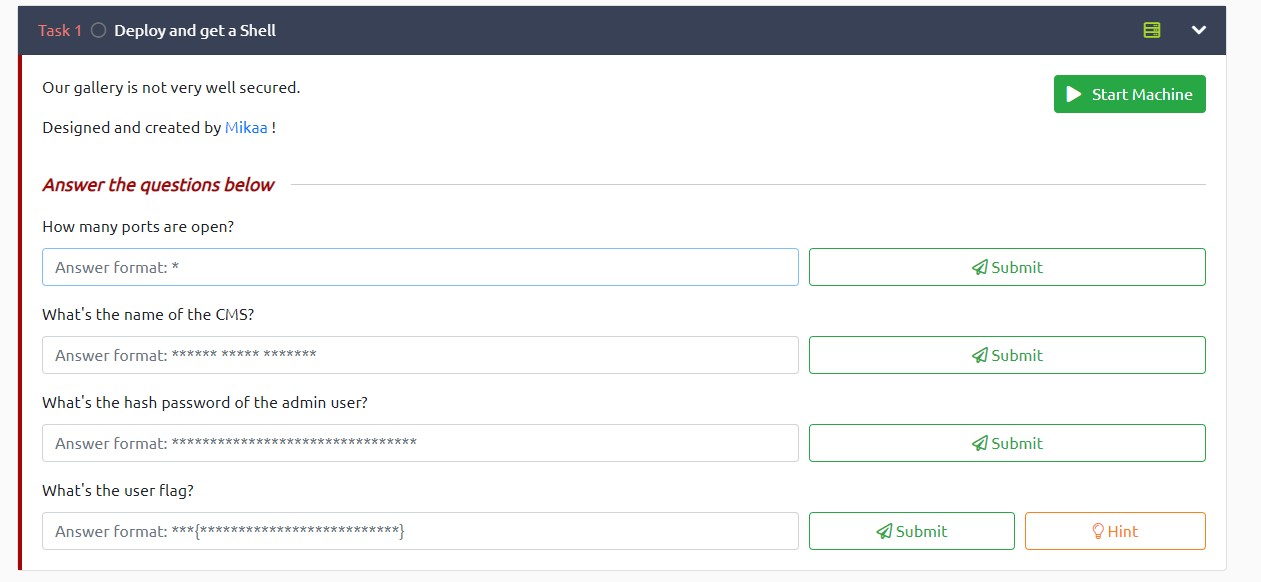 Task 1 Deploy and get a Shell
Our gallery is not very well secured.
Start Machine
Designed and created by Mikaa !
Answer the questions below
How many ports are open?
Answer format: *
Submit
What's the name of the CMS?
Answer format: ****** ***** *******
Submit
What's the hash password of the admin user?
Answer format: ********************************
Submit
What's the user flag?
Answer format: ***{**************************}
Submit
Hint